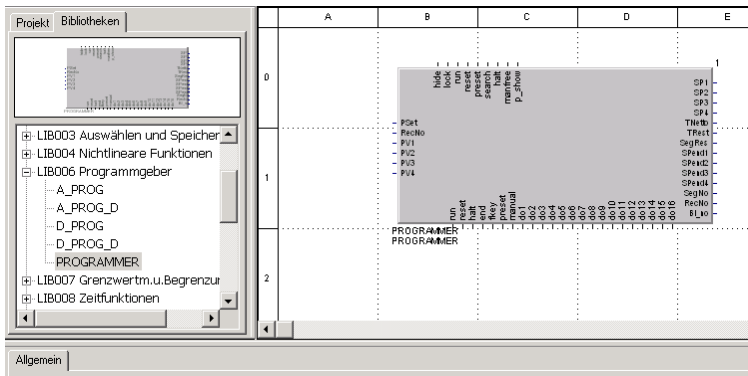 Projekt Bibliotheken
PROGRAMMER
LIB003 Auswählen und Speicher
LIB004 Nichtlineare Funktionen
LIB006 Programmgeber
A_PROG
A_PROG_D
D_PROG
D_PROG_D
PROGRAMMER
LIB007 Grenzwertm.u.Begrenzur
LIB008 Zeitfunktionen
Allgemein
A B C D E
0
1
2
1
hide
lock
run
reset
preset
search
halt
manfree
p_show
PSet
RecNo
PV1
PV2
PV3
PV4
SP1
SP2
SP3
SP4
TNetto
TRest
SegRes
SPend1
SPend2
SPend3
SPend4
SegNo
RecNo
Bl_no
run
reset
halt
end
fkey
preset
manual
do1
do2
do3
do4
do5
do6
do7
do8
do9
do10
do11
do12
do13
do14
do15
do16
PROGRAMMER
PROGRAMMER